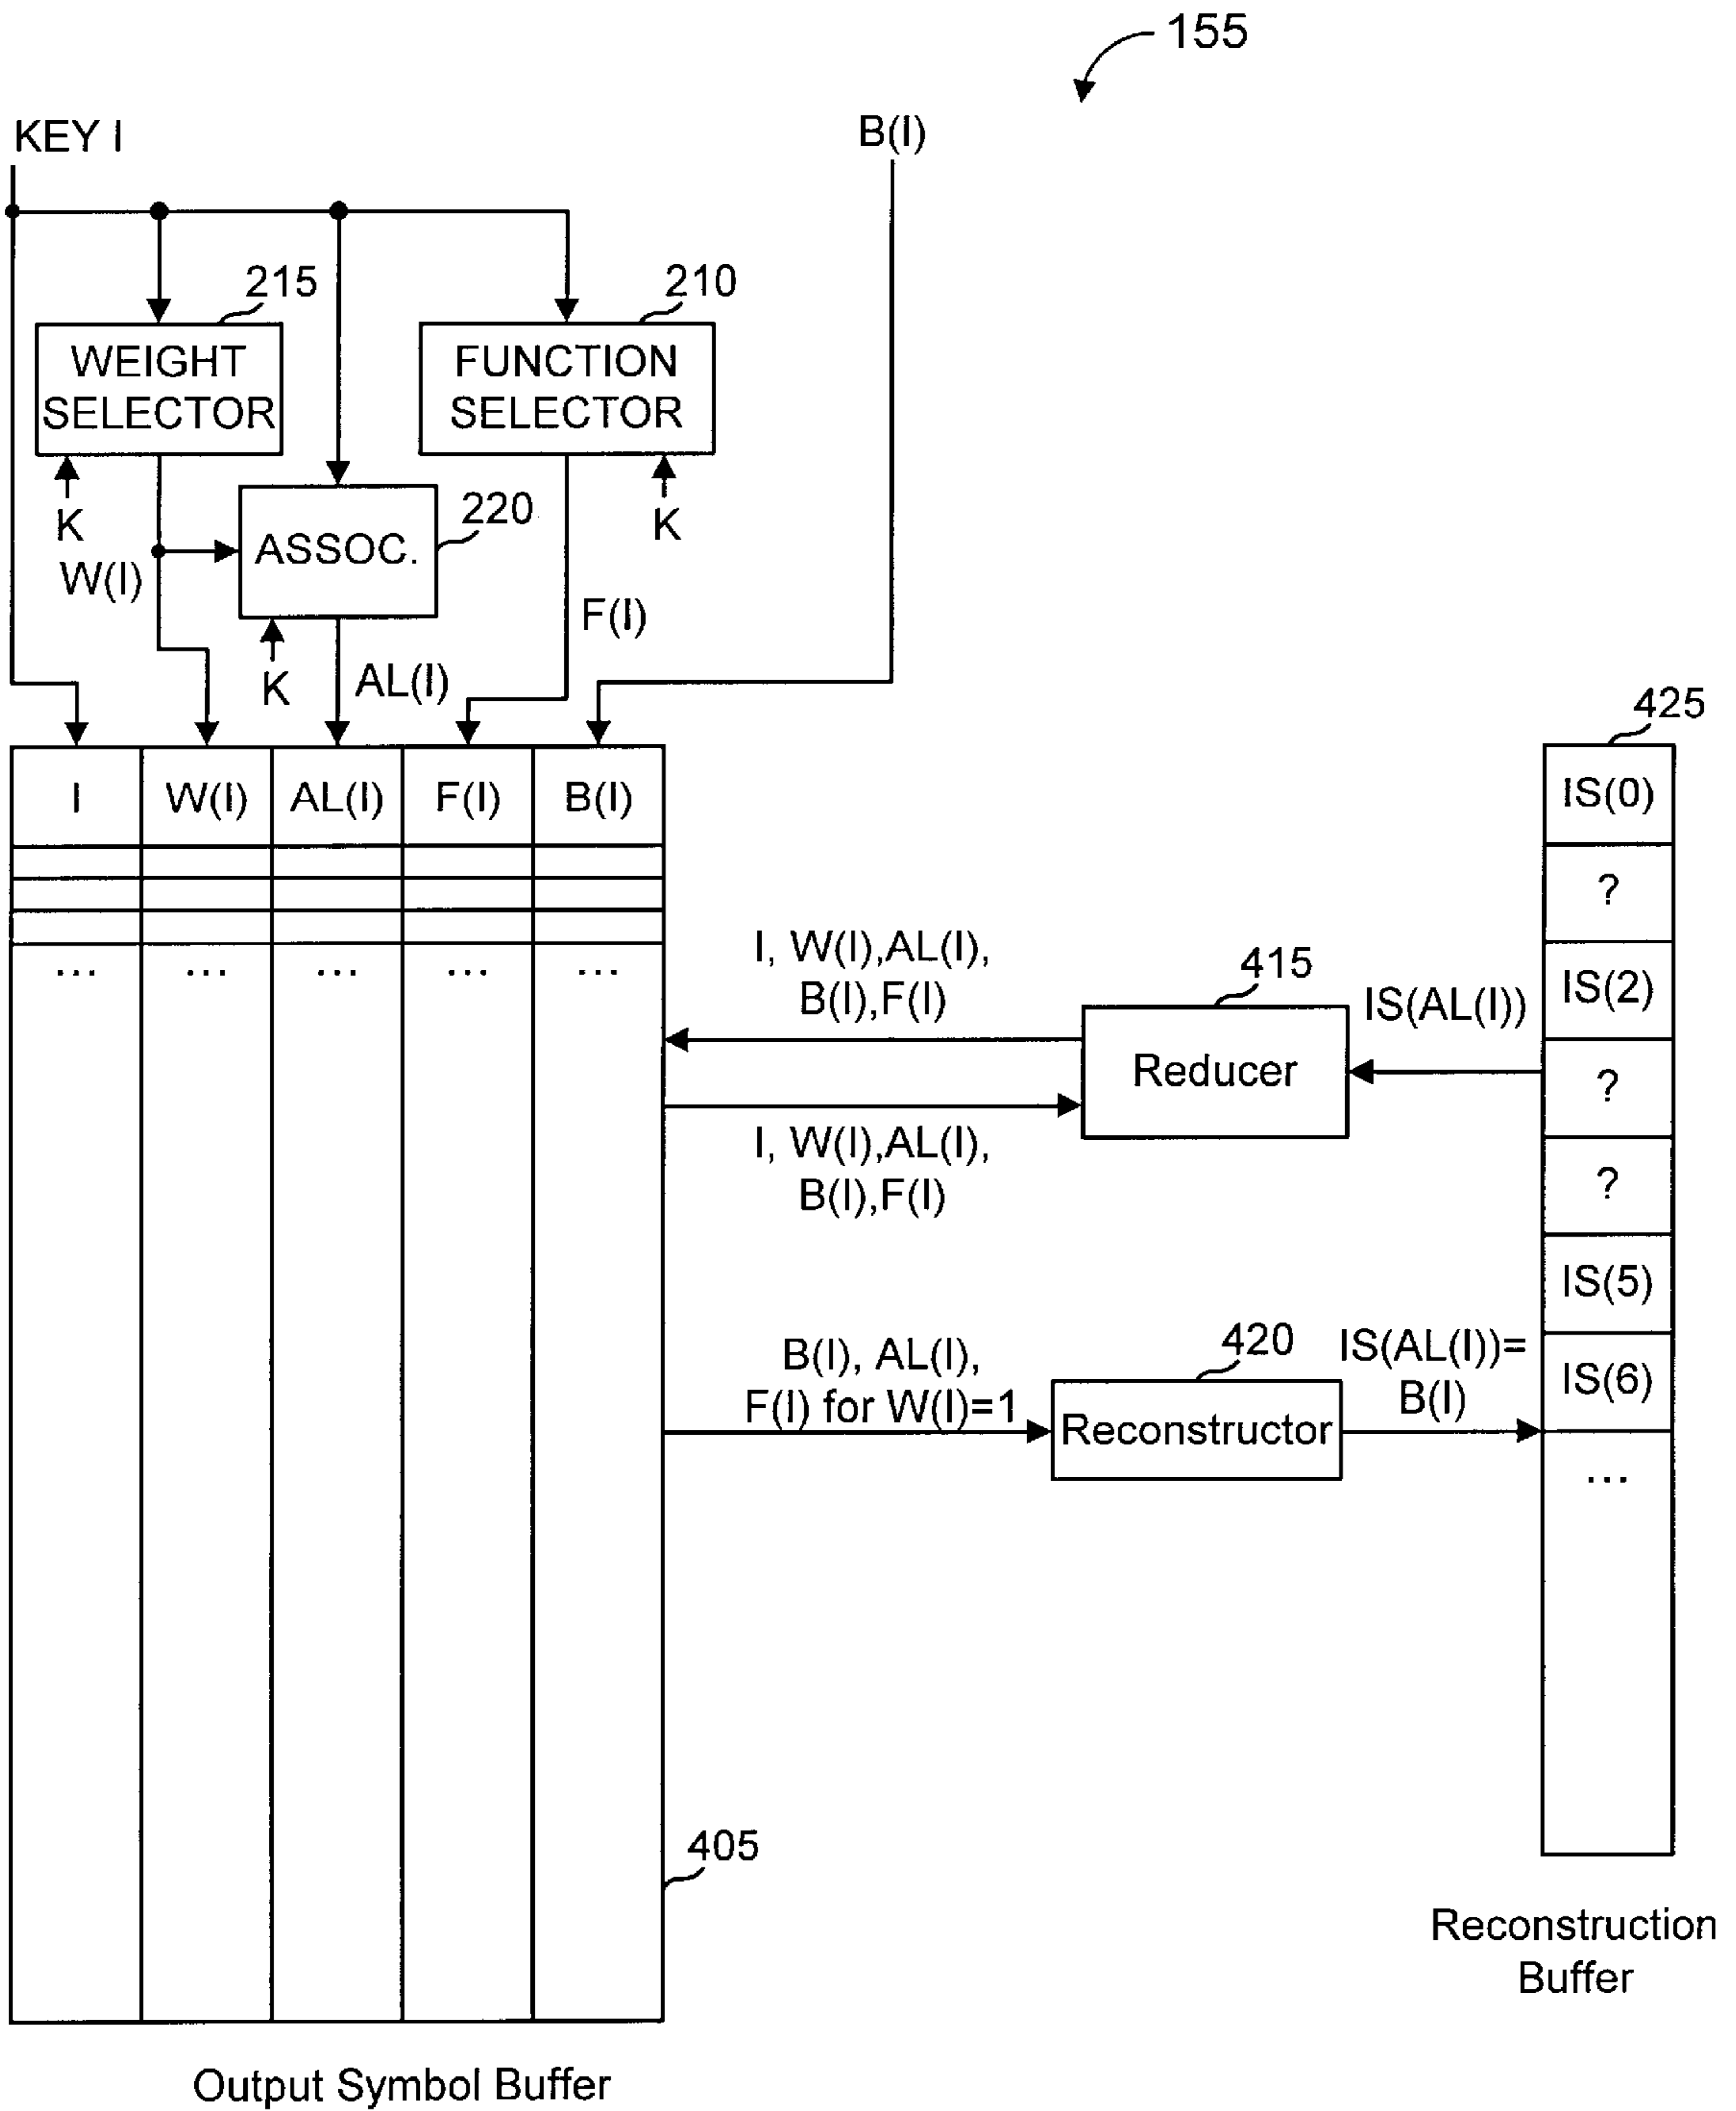 155
KEY I
B(I)
215
210
WEIGHT
SELECTOR
FUNCTION
SELECTOR
K
220
K
ASSOC.
W(I)
F(I)
K
AL(I)
425
I
W(I)
AL(I)
F(I)
B(I)
IS(0)
?
... ... ... ... ...
I, W(I),AL(I),
B(I),F(I)
415
IS(AL(I))
IS(2)
Reducer
?
I, W(I),AL(I),
B(I),F(I)
?
IS(5)
B(I), AL(I),
F(I) for W(I)=1
420
IS(AL(I))=
B(I)
IS(6)
Reconstructor
...
405
Reconstruction
Buffer
Output Symbol Buffer